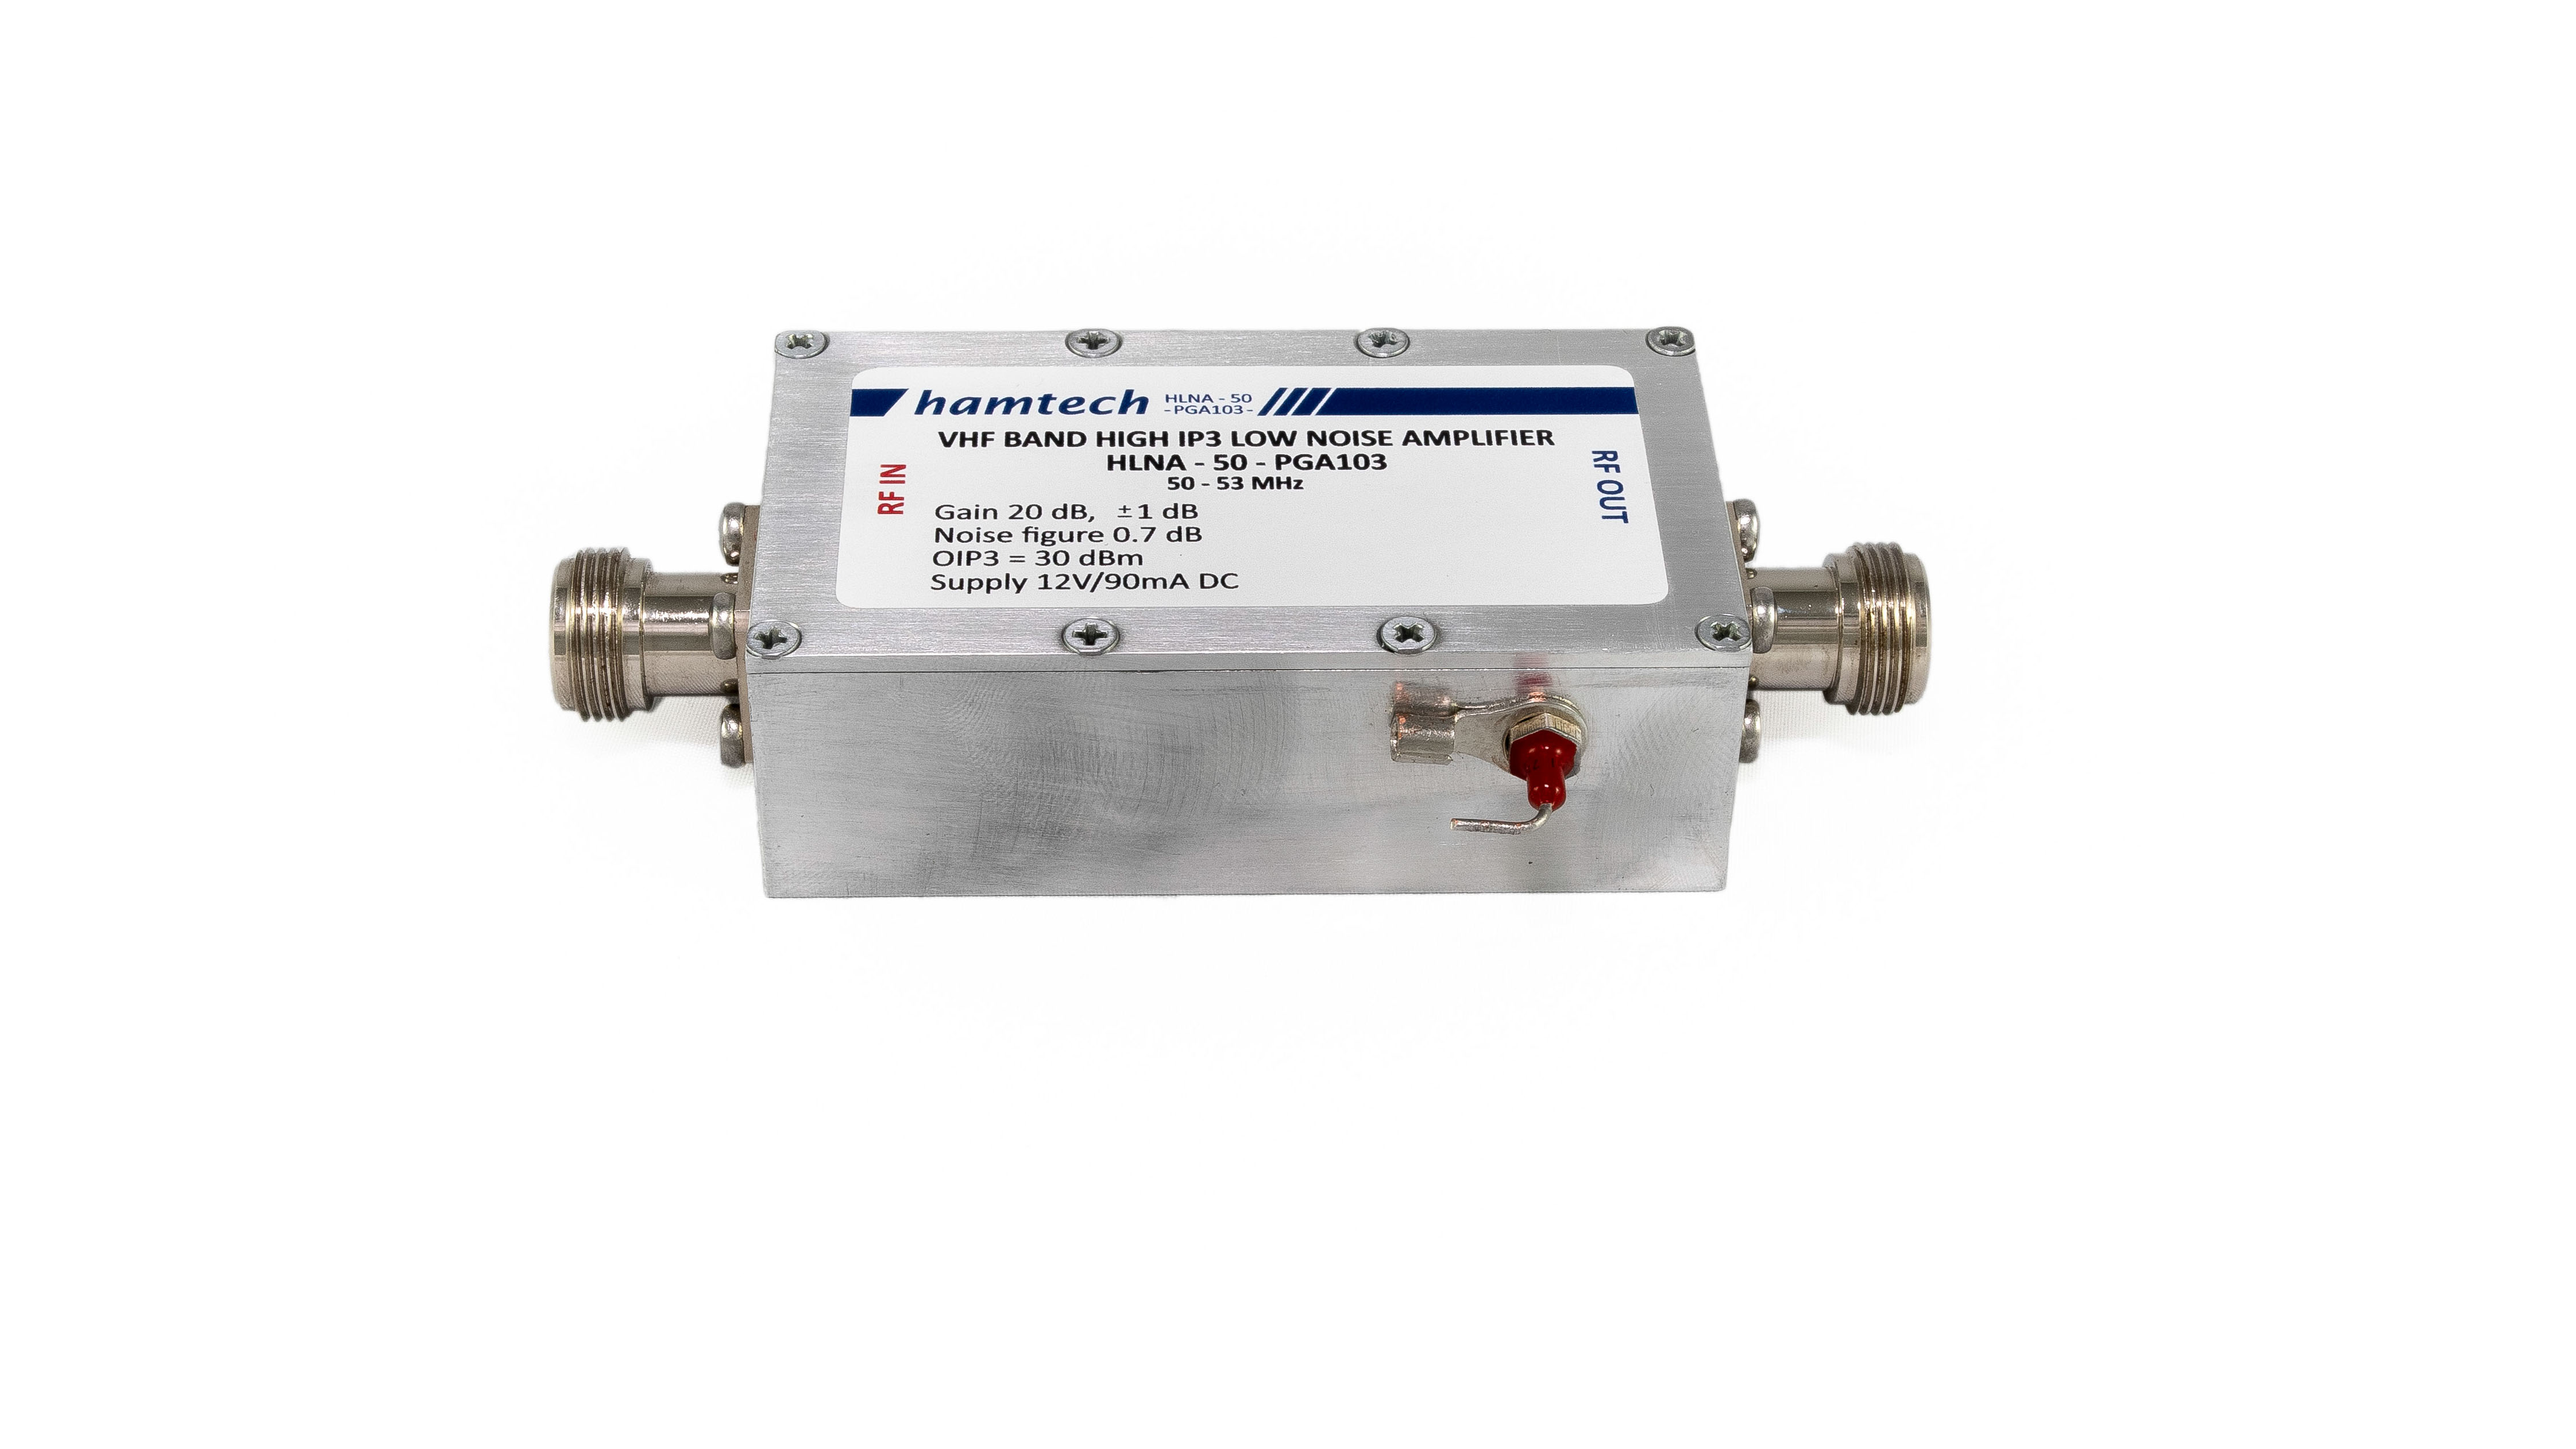 hamtech HLNA - 50
-PGA103-
VHF BAND HIGH IP3 LOW NOISE AMPLIFIER
HLNA - 50 - PGA103
50 - 53 MHz
RF IN
RF OUT
Gain 20 dB, ±1 dB
Noise figure 0.7 dB
OIP3 = 30 dBm
Supply 12V/90mA DC